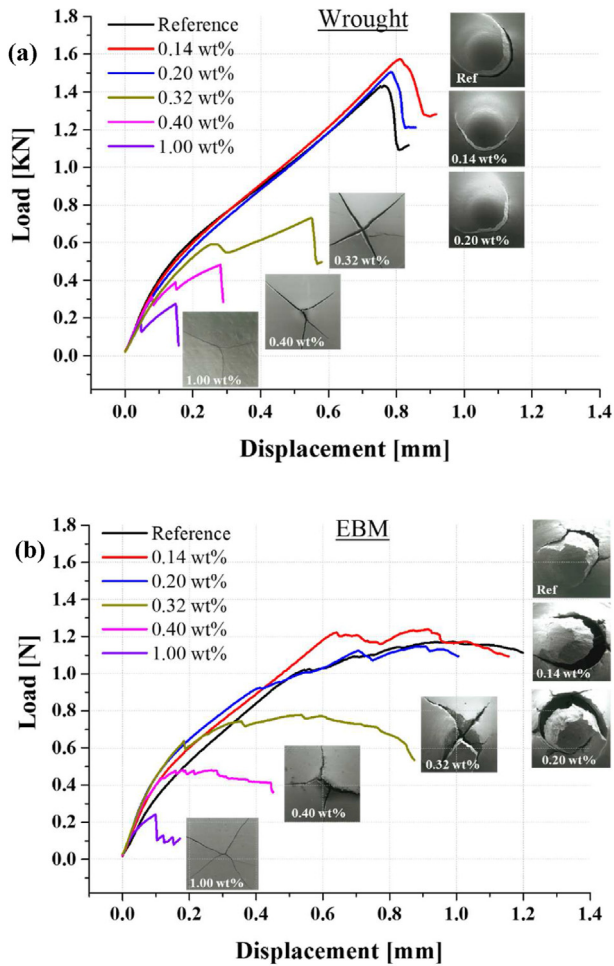 (a)
Wrought
Reference
0.14 wt%
0.20 wt%
0.32 wt%
0.40 wt%
1.00 wt%
Ref
0.14 wt%
0.20 wt%
0.32 wt%
0.40 wt%
1.00 wt%
Load [KN]
1.8
1.6
1.4
1.2
1.0
0.8
0.6
0.4
0.2
0.0
0.0 0.2 0.4 0.6 0.8 1.0 1.2 1.4
Displacement [mm]
(b)
EBM
Reference
0.14 wt%
0.20 wt%
0.32 wt%
0.40 wt%
1.00 wt%
Ref
0.14 wt%
0.20 wt%
0.32 wt%
0.40 wt%
1.00 wt%
Load [N]
1.8
1.6
1.4
1.2
1.0
0.8
0.6
0.4
0.2
0.0
0.0 0.2 0.4 0.6 0.8 1.0 1.2 1.4
Displacement [mm]